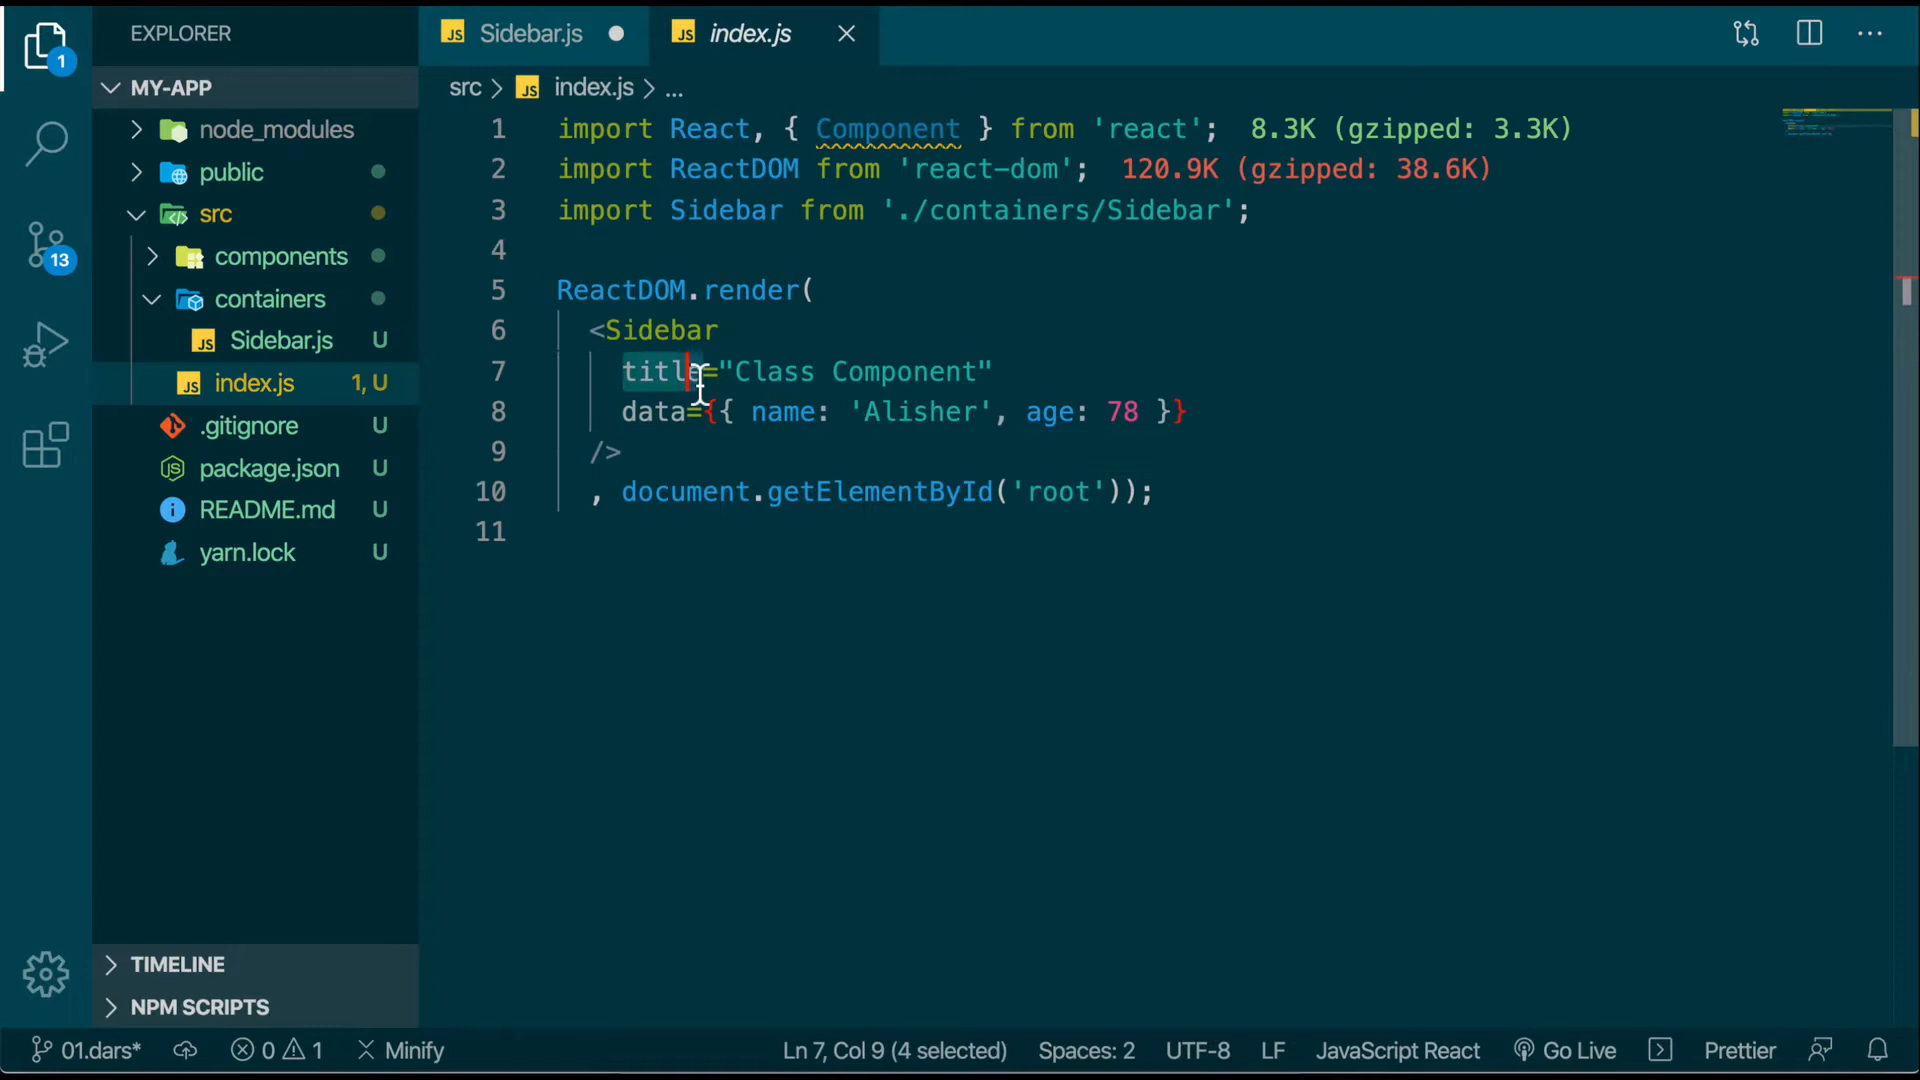 EXPLORER
Sidebar.js
index.js
1
MY-APP
node_modules
public
src
components
containers
Sidebar.js U
index.js 1, U
.gitignore U
package.json U
README.md U
yarn.lock U
13
src > index.js > ...
1 import React, { Component } from 'react'; 8.3K (gzipped: 3.3K)
2 import ReactDOM from 'react-dom'; 120.9K (gzipped: 38.6K)
3 import Sidebar from './containers/Sidebar';
4
5 ReactDOM.render(
6 <Sidebar
7 title="Class Component"
8 data={{ name: 'Alisher', age: 78 }}
9 />
10 , document.getElementById('root'));
11
TIMELINE
NPM SCRIPTS
01.dars* 0 1 Minify Ln 7, Col 9 (4 selected) Spaces: 2 UTF-8 LF JavaScript React Go Live Prettier